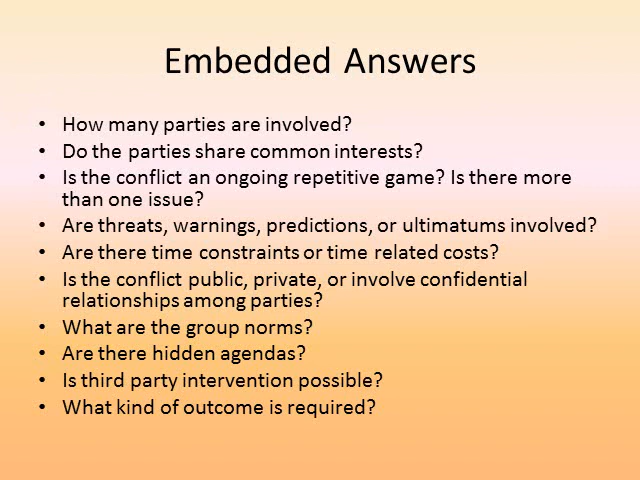 Embedded Answers
• How many parties are involved?
• Do the parties share common interests?
• Is the conflict an ongoing repetitive game? Is there more
than one issue?
• Are threats, warnings, predictions, or ultimatums involved?
• Are there time constraints or time related costs?
• Is the conflict public, private, or involve confidential
relationships among parties?
• What are the group norms?
• Are there hidden agendas?
• Is third party intervention possible?
• What kind of outcome is required?